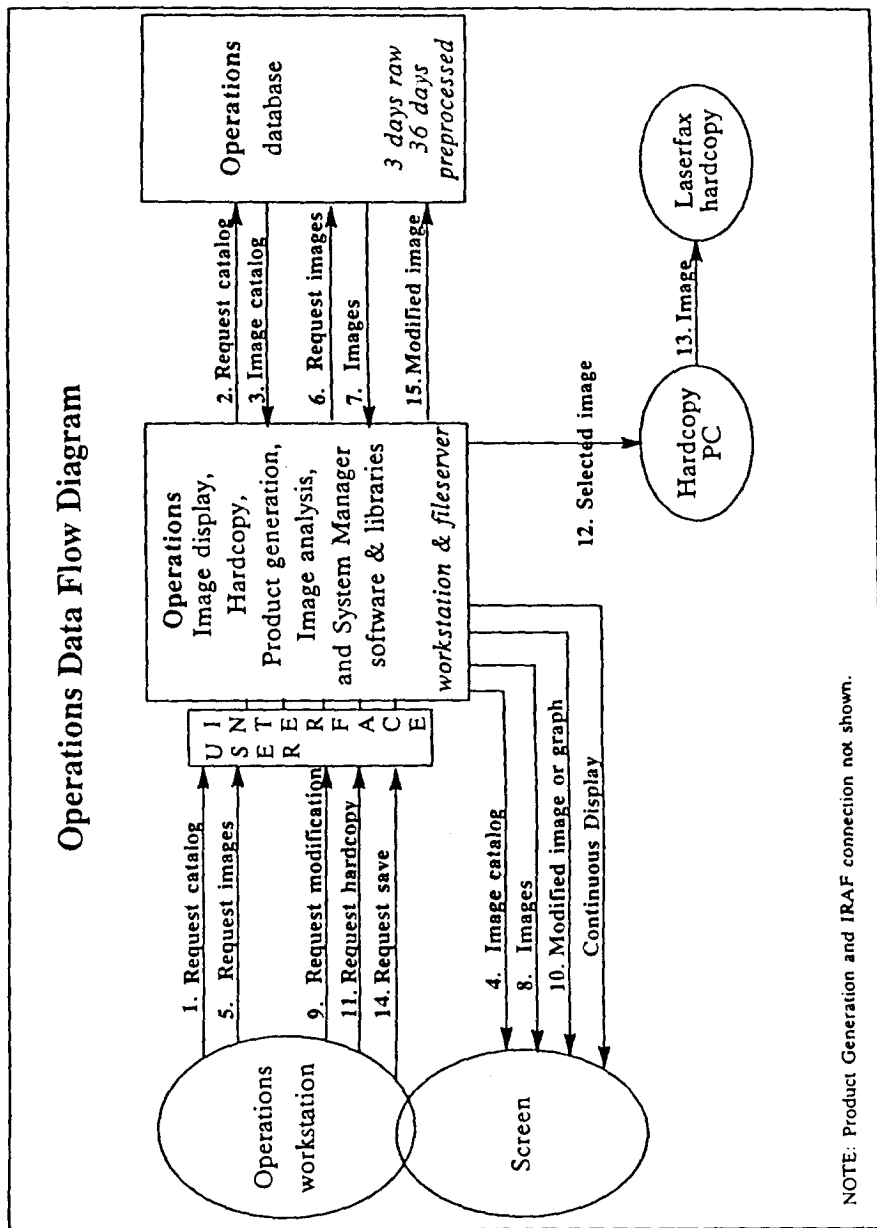 Operations Data Flow Diagram
Operations
workstation
Screen
1. Request catalog
5. Request images
9. Request modification
11. Request hardcopy
14. Request save
USER
INTERFACE
Operations
Image display,
Hardcopy,
Product generation,
Image analysis,
and System Manager
software & libraries
workstation & fileserver
2. Request catalog
3. Image catalog
6. Request images
7. Images
15. Modified image
Operations
database
3 days raw
36 days
preprocessed
4. Image catalog
8. Images
10. Modified image or graph
Continuous Display
12. Selected image
Hardcopy
PC
13. Image
Laserfax
hardcopy
NOTE: Product Generation and IRAF connection not shown.